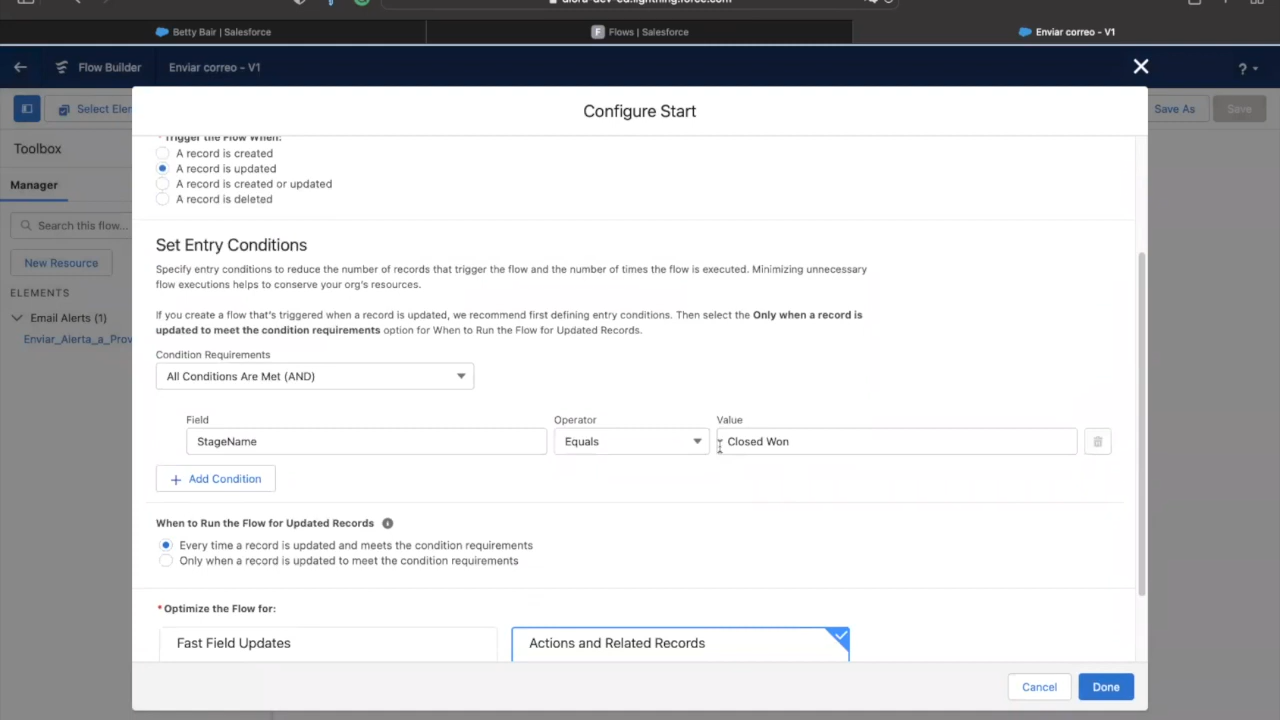 Betty Bair | Salesforce
Flows | Salesforce
Enviar correo - V1
Flow Builder
Enviar correo - V1
?
Configure Start
Save As
Save
Toolbox
Manager
Search this flow...
New Resource
ELEMENTS
Email Alerts (1)
* Trigger the Flow When:
A record is created
A record is updated
A record is created or updated
A record is deleted
Set Entry Conditions
Specify entry conditions to reduce the number of records that trigger the flow and the number of times the flow is executed. Minimizing unnecessary
flow executions helps to conserve your org's resources.
If you create a flow that's triggered when a record is updated, we recommend first defining entry conditions. Then select the Only when a record is
updated to meet the condition requirements option for When to Run the Flow for Updated Records.
Condition Requirements
All Conditions Are Met (AND)
Field
Operator
Value
StageName
Equals
Closed Won
+ Add Condition
When to Run the Flow for Updated Records
Every time a record is updated and meets the condition requirements
Only when a record is updated to meet the condition requirements
* Optimize the Flow for:
Fast Field Updates
Actions and Related Records
Cancel
Done